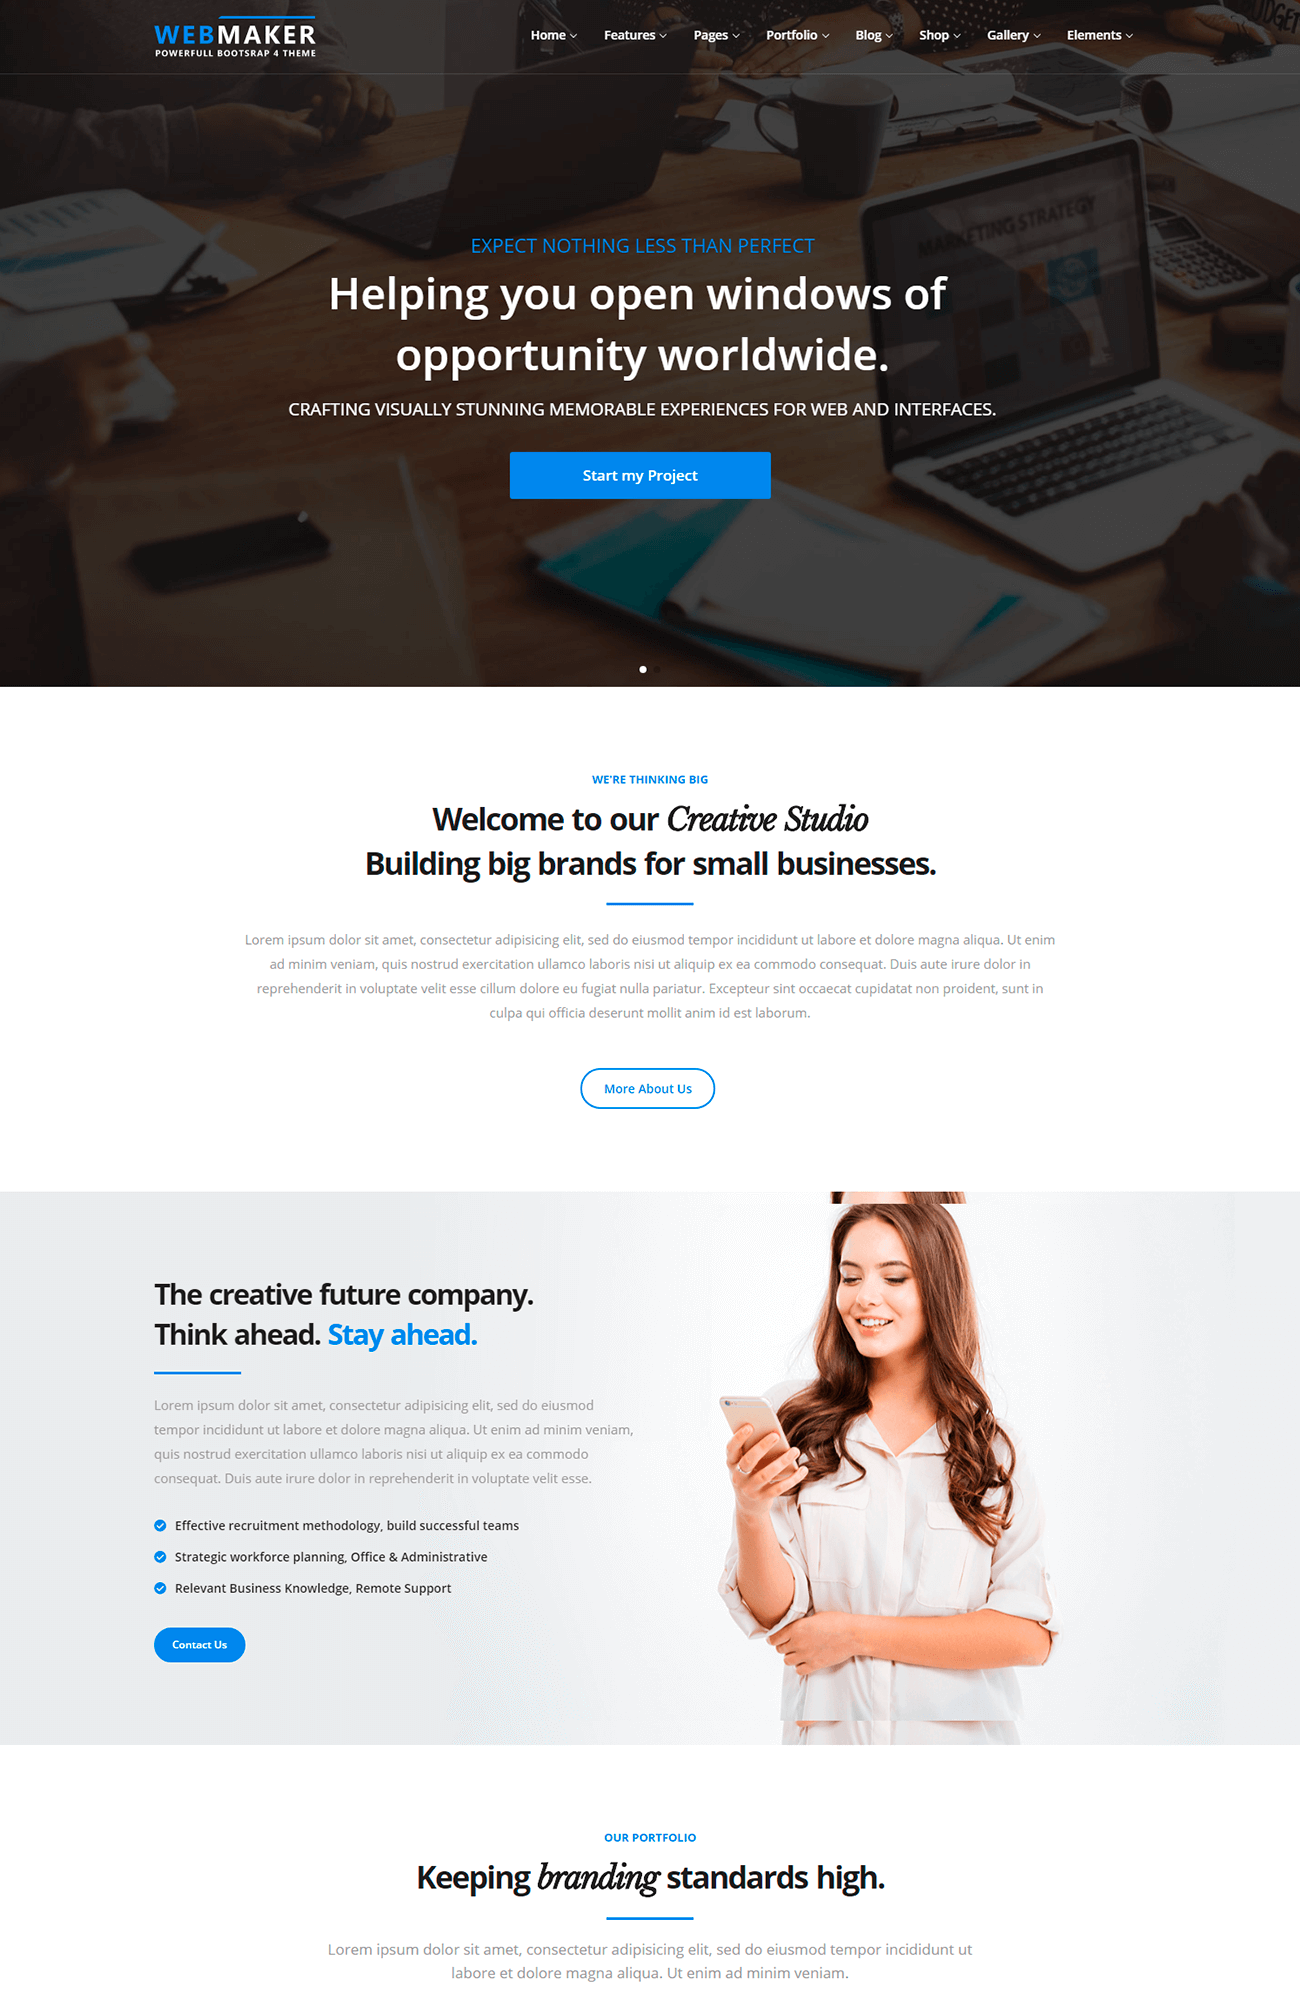 WEBMAKER
POWERFULL BOOTSRAP 4 THEME
Home Features Pages Portfolio Blog Shop Gallery Elements
BUDGET
MARKETING STRATEGY
EXPECT NOTHING LESS THAN PERFECT
Helping you open windows of
opportunity worldwide.
CRAFTING VISUALLY STUNNING MEMORABLE EXPERIENCES FOR WEB AND INTERFACES.
Start my Project
WE'RE THINKING BIG
Welcome to our Creative Studio
Building big brands for small businesses.
Lorem ipsum dolor sit amet, consectetur adipisicing elit, sed do eiusmod tempor incididunt ut labore et dolore magna aliqua. Ut enim
ad minim veniam, quis nostrud exercitation ullamco laboris nisi ut aliquip ex ea commodo consequat. Duis aute irure dolor in
reprehenderit in voluptate velit esse cillum dolore eu fugiat nulla pariatur. Excepteur sint occaecat cupidatat non proident, sunt in
culpa qui officia deserunt mollit anim id est laborum.
More About Us
The creative future company.
Think ahead. Stay ahead.
Lorem ipsum dolor sit amet, consectetur adipisicing elit, sed do eiusmod
tempor incididunt ut labore et dolore magna aliqua. Ut enim ad minim veniam,
quis nostrud exercitation ullamco laboris nisi ut aliquip ex ea commodo
consequat. Duis aute irure dolor in reprehenderit in voluptate velit esse.
Effective recruitment methodology, build successful teams
Strategic workforce planning, Office & Administrative
Relevant Business Knowledge, Remote Support
Contact Us
OUR PORTFOLIO
Keeping branding standards high.
Lorem ipsum dolor sit amet, consectetur adipisicing elit, sed do eiusmod tempor incididunt ut
labore et dolore magna aliqua. Ut enim ad minim veniam.